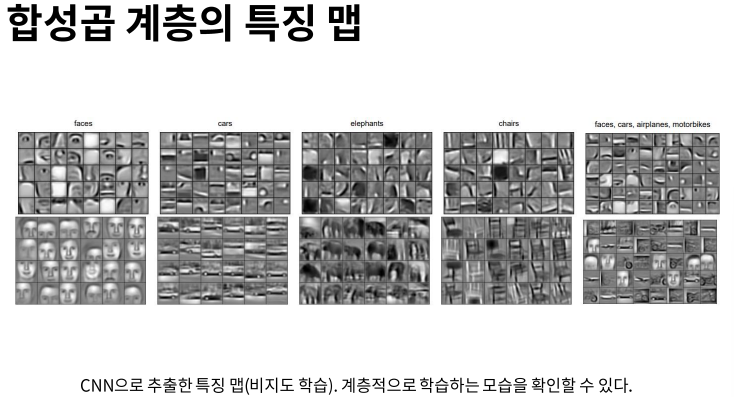 합성곱 계층의 특징 맵
faces
cars
elephants
chairs
faces, cars, airplanes, motorbikes
CNN으로 추출한 특징 맵(비지도 학습). 계층적으로 학습하는 모습을 확인할 수 있다.